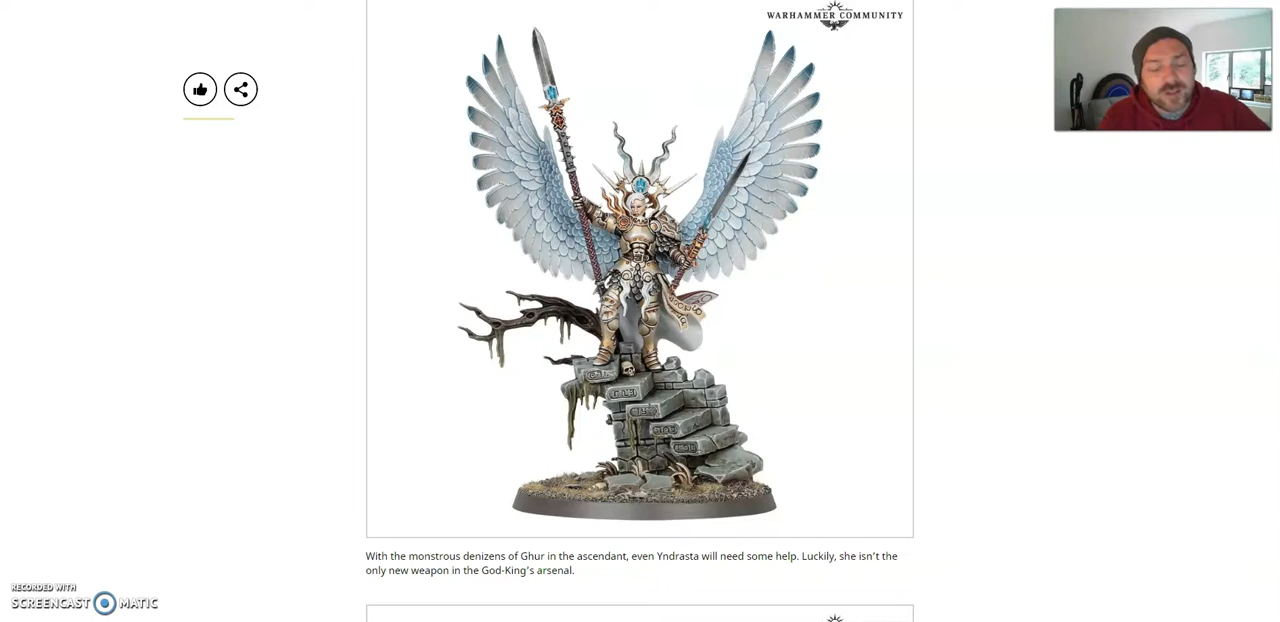 WARHAMMER COMMUNITY
With the monstrous denizens of Ghur in the ascendant, even Yndrasta will need some help. Luckily, she isn't the
only new weapon in the God-King's arsenal.
RECORDED WITH
SCREENCAST MATIC